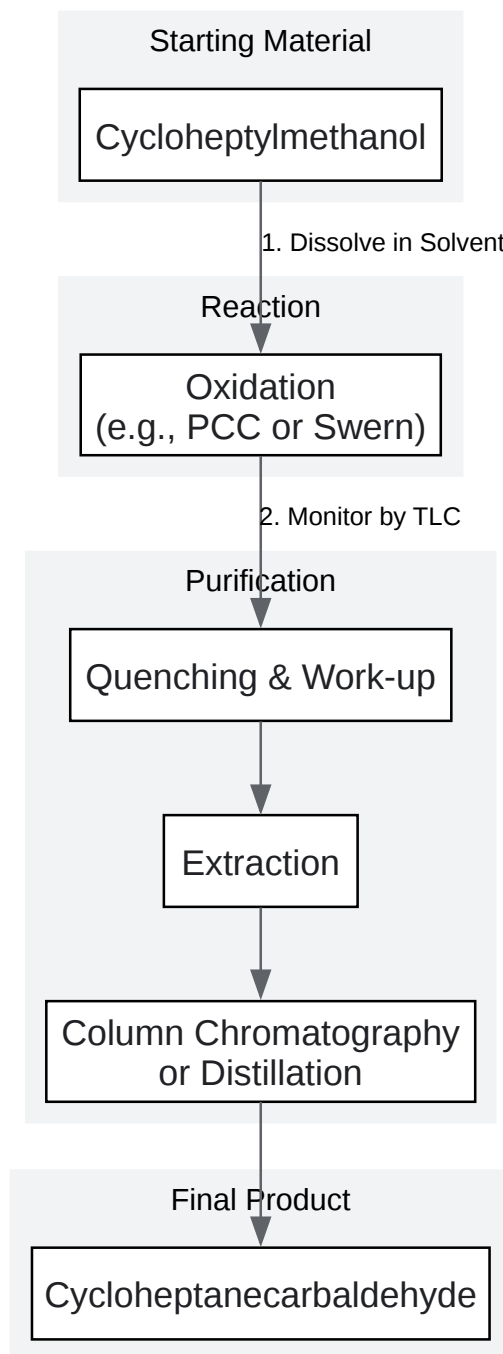 Starting Material
Cycloheptylmethanol
1. Dissolve in Solvent
Reaction
Oxidation
(e.g., PCC or Swern)
2. Monitor by TLC
Purification
Quenching & Work-up
Extraction
Column Chromatography
or Distillation
Final Product
Cycloheptanecarbaldehyde